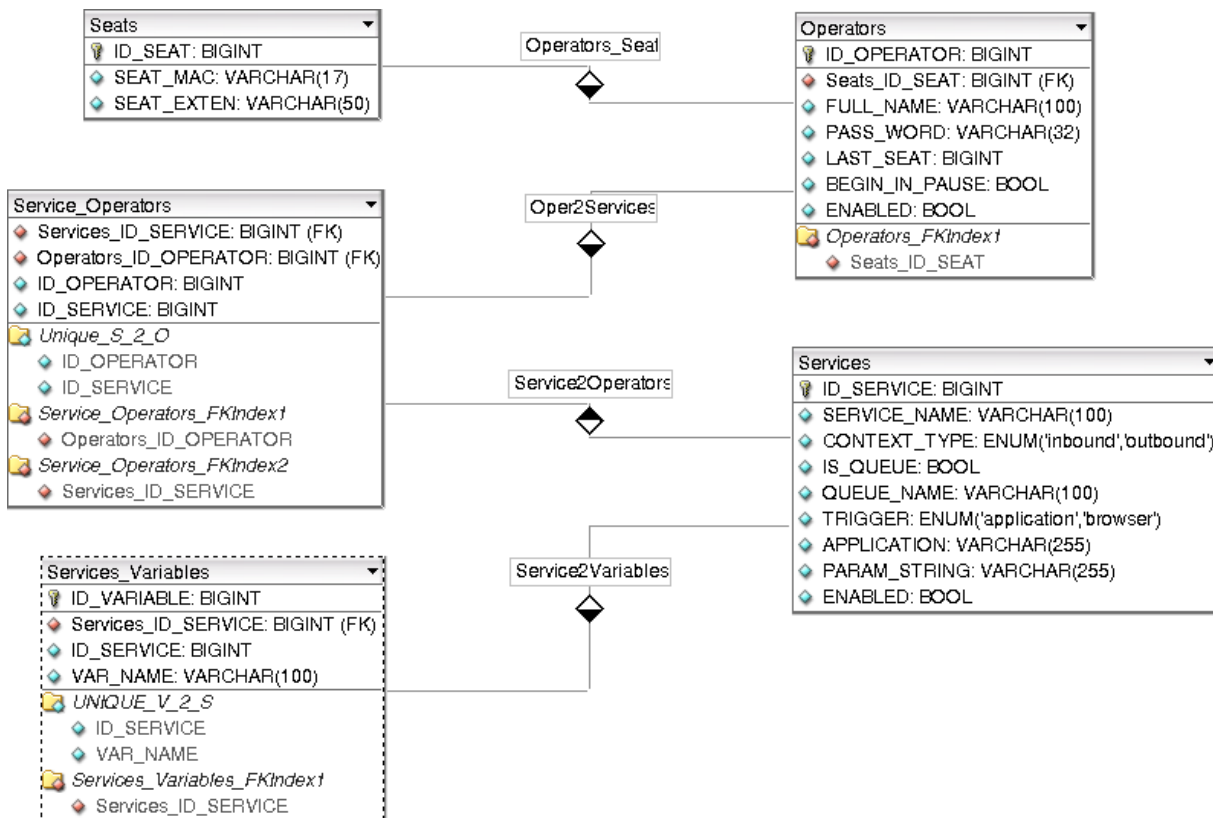 Seats
ID_SEAT: BIGINT
SEAT_MAC: VARCHAR(17)
SEAT_EXTEN: VARCHAR(50)
Operators_Seat
Operators
ID_OPERATOR: BIGINT
Seats_ID_SEAT: BIGINT (FK)
FULL_NAME: VARCHAR(100)
PASS_WORD: VARCHAR(32)
LAST_SEAT: BIGINT
BEGIN_IN_PAUSE: BOOL
ENABLED: BOOL
Operators_FKIndex1
Seats_ID_SEAT
Service_Operators
Services_ID_SERVICE: BIGINT (FK)
Operators_ID_OPERATOR: BIGINT (FK)
ID_OPERATOR: BIGINT
ID_SERVICE: BIGINT
Unique_S_2_O
ID_OPERATOR
ID_SERVICE
Service_Operators_FKIndex1
Operators_ID_OPERATOR
Service_Operators_FKIndex2
Services_ID_SERVICE
Oper2Services
Service2Operators
Services
ID_SERVICE: BIGINT
SERVICE_NAME: VARCHAR(100)
CONTEXT_TYPE: ENUM('inbound','outbound')
IS_QUEUE: BOOL
QUEUE_NAME: VARCHAR(100)
TRIGGER: ENUM('application','browser')
APPLICATION: VARCHAR(255)
PARAM_STRING: VARCHAR(255)
ENABLED: BOOL
Services_Variables
ID_VARIABLE: BIGINT
Services_ID_SERVICE: BIGINT (FK)
ID_SERVICE: BIGINT
VAR_NAME: VARCHAR(100)
UNIQUE_V_2_S
ID_SERVICE
VAR_NAME
Services_Variables_FKIndex1
Services_ID_SERVICE
Service2Variables